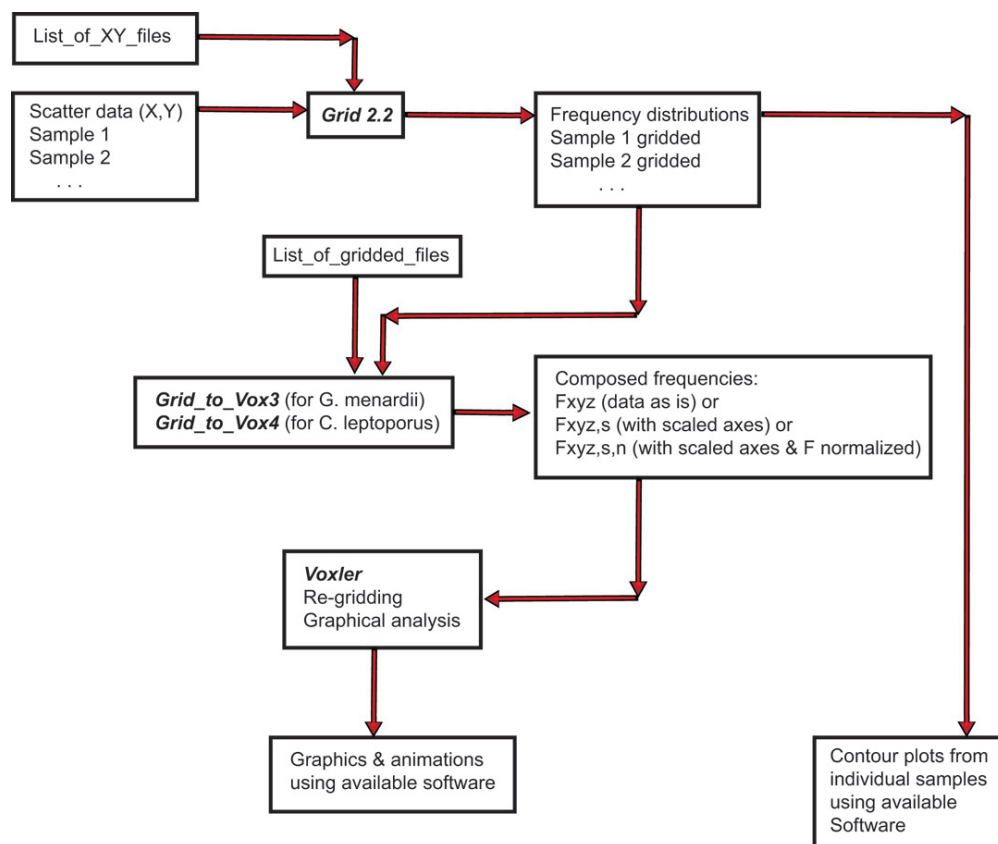 List_of_XY_files
Scatter data (X,Y)
Sample 1
Sample 2
. . .
Grid 2.2
Frequency distributions
Sample 1 gridded
Sample 2 gridded
. . .
List_of_gridded_files
Grid_to_Vox3 (for G. menardii)
Grid_to_Vox4 (for C. leptoporus)
Composed frequencies:
Fxyz (data as is) or
Fxyz,s (with scaled axes) or
Fxyz,s,n (with scaled axes & F normalized)
Voxler
Re-gridding
Graphical analysis
Graphics & animations
using available software
Contour plots from
individual samples
using available
Software